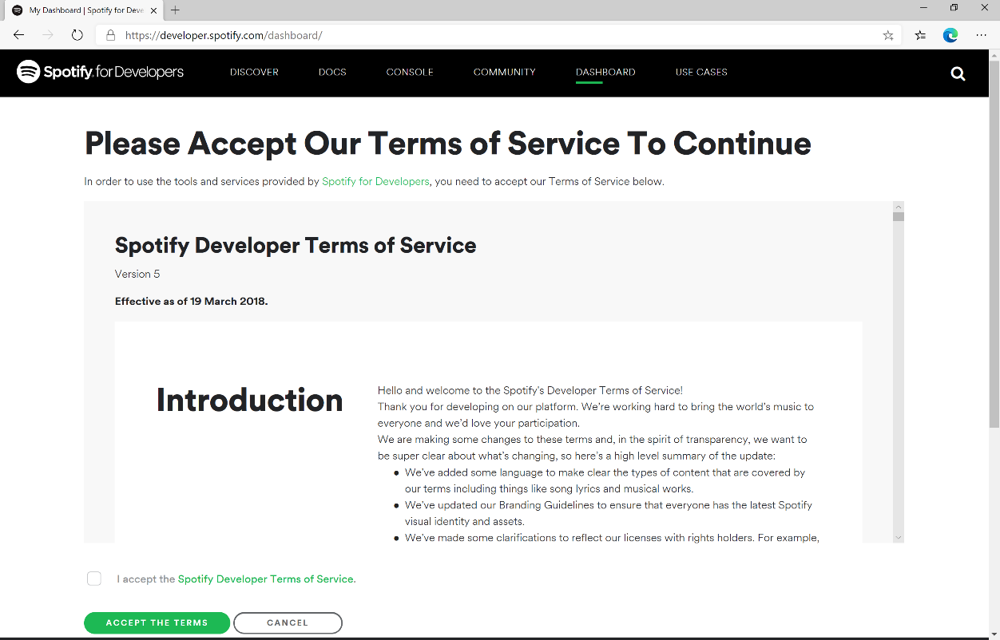 My Dashboard | Spotify for Deve
https://developer.spotify.com/dashboard/
Spotify for Developers
DISCOVER
DOCS
CONSOLE
COMMUNITY
DASHBOARD
USE CASES
Please Accept Our Terms of Service To Continue
In order to use the tools and services provided by Spotify for Developers, you need to accept our Terms of Service below.
Spotify Developer Terms of Service
Version 5
Effective as of 19 March 2018.
Introduction
Hello and welcome to the Spotify's Developer Terms of Service!
Thank you for developing on our platform. We're working hard to bring the world's music to
everyone and we'd love your participation.
We are making some changes to these terms and, in the spirit of transparency, we want to
be super clear about what's changing, so here's a high level summary of the update:
• We've added some language to make clear the types of content that are covered by
our terms including things like song lyrics and musical works.
• We've updated our Branding Guidelines to ensure that everyone has the latest Spotify
visual identity and assets.
• We've made some clarifications to reflect our licenses with rights holders. For example,
I accept the Spotify Developer Terms of Service.
ACCEPT THE TERMS
CANCEL